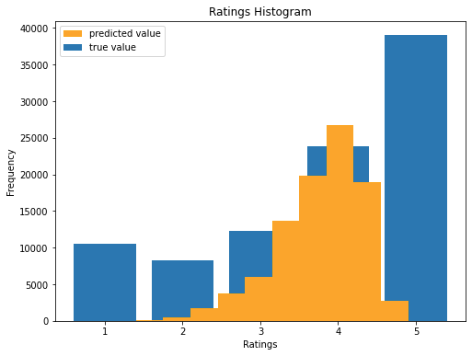 Ratings Histogram
predicted value
true value
40000
35000
30000
25000
20000
15000
10000
5000
0
Frequency
1 2 3 4 5
Ratings